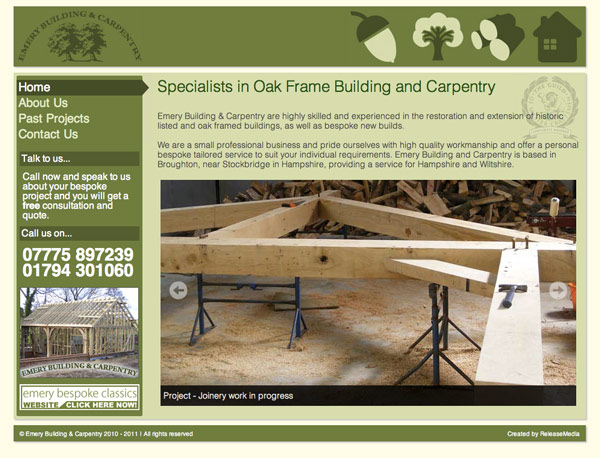 EMERY BUILDING & CARPENTRY
Home
About Us
Past Projects
Contact Us
Talk to us...
Call now and speak to us
about your bespoke
project and you will get a
free consultation and
quote.
Call us on...
07775 897239
01794 301060
EMERY BUILDING & CARPENTRY
emery bespoke classics
WEBSITE CLICK HERE NOW!
Specialists in Oak Frame Building and Carpentry
Emery Building & Carpentry are highly skilled and experienced in the restoration and extension of historic
listed and oak framed buildings, as well as bespoke new builds.
We are a small professional business and pride ourselves with high quality workmanship and offer a personal
bespoke tailored service to suit your individual requirements. Emery Building and Carpentry is based in
Broughton, near Stockbridge in Hampshire, providing a service for Hampshire and Wiltshire.
Project - Joinery work in progress
© Emery Building & Carpentry 2010 - 2011 | All rights reserved
Created by ReleaseMedia